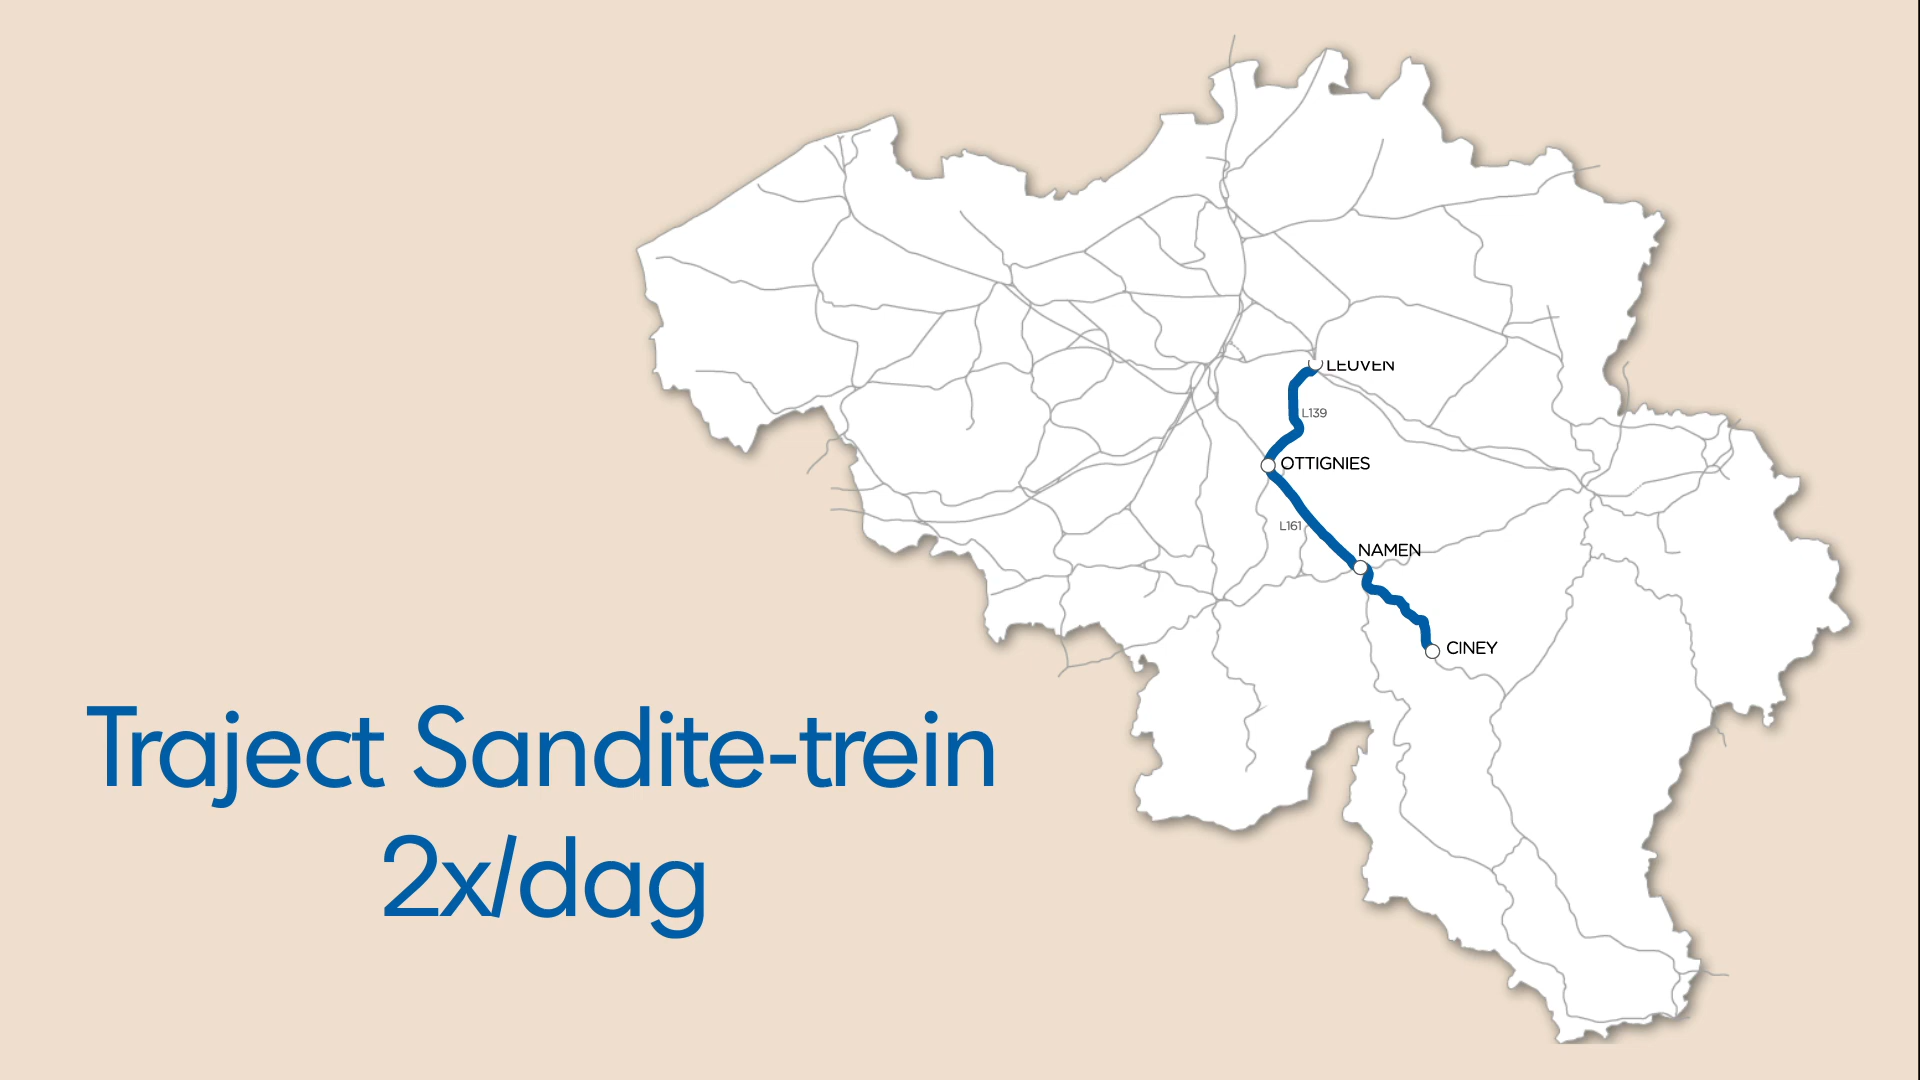 LEUVEN
L139
OTTIGNIES
L161
NAMEN
CINEY
Traject Sandite-trein
2x/dag